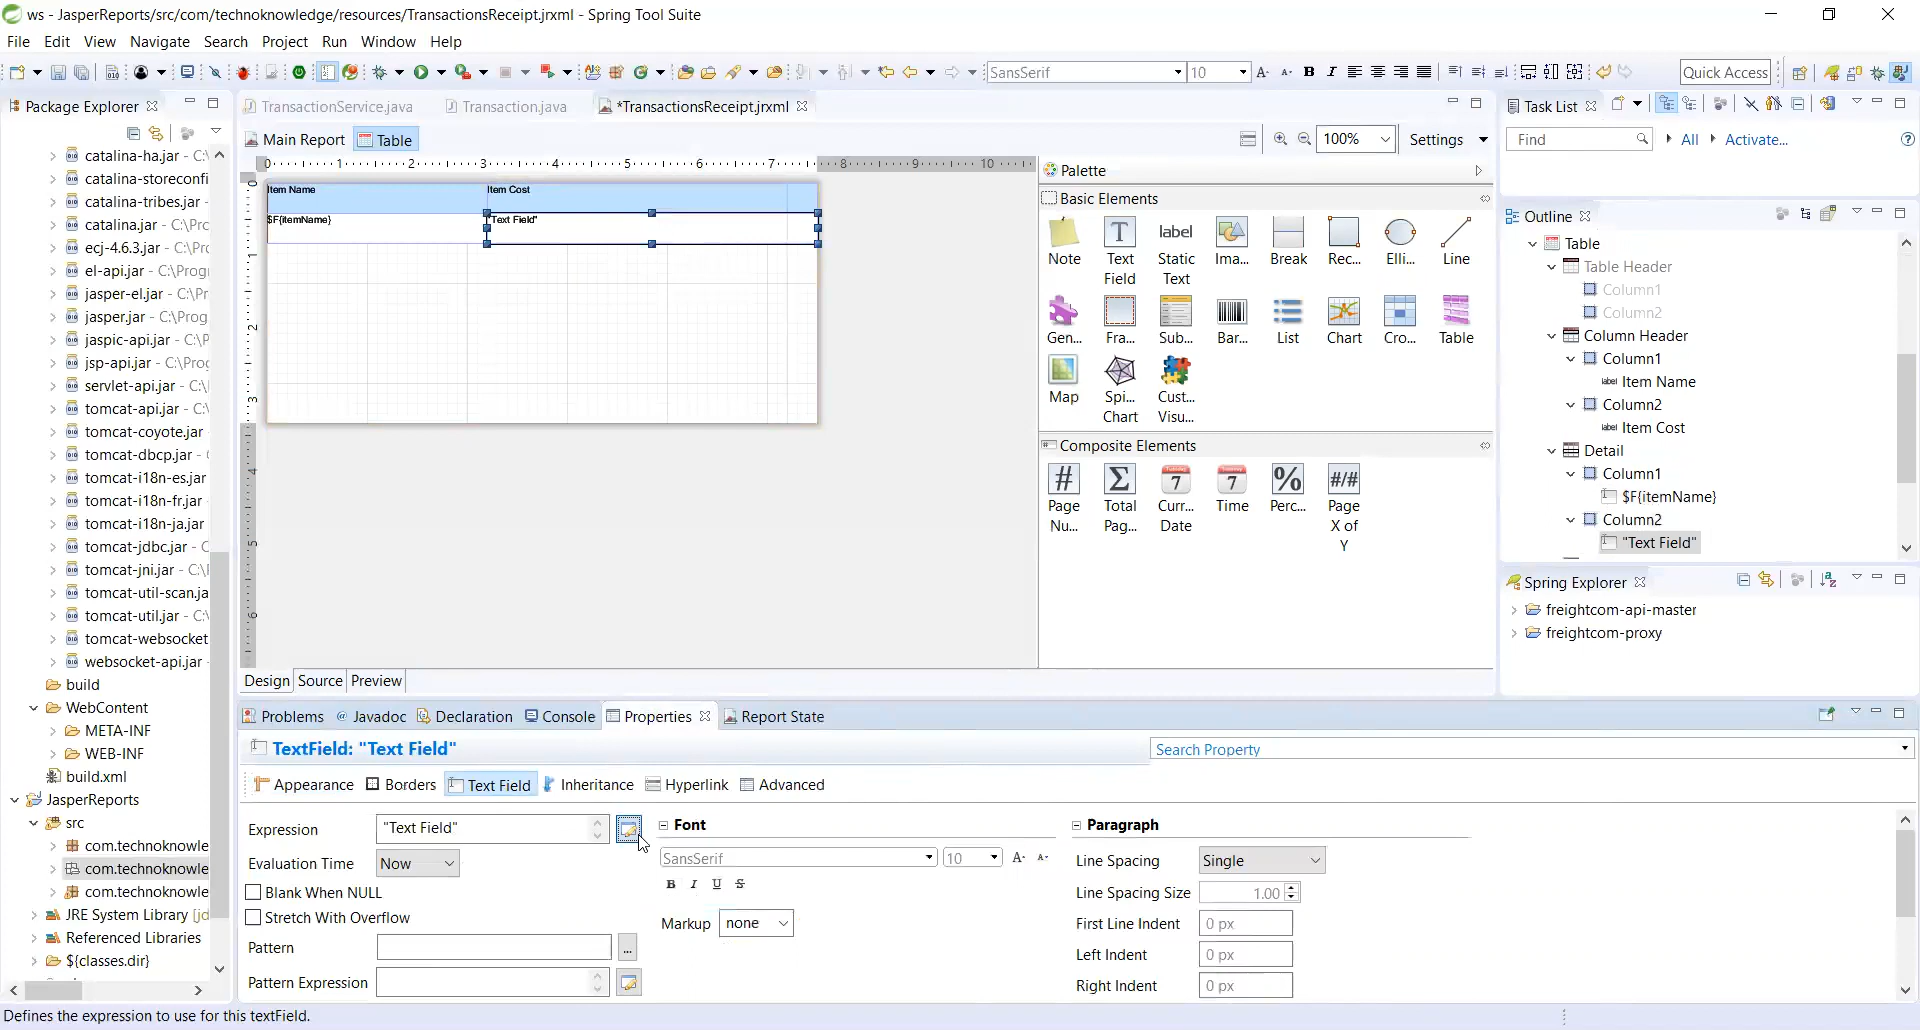 ws - JasperReports/src/com/technoknowledge/resources/TransactionsReceipt.jrxml - Spring Tool Suite
File Edit View Navigate Search Project Run Window Help
SansSerif 10 Quick Access
Package Explorer
TransactionService.java Transaction.java *TransactionsReceipt.jrxml
Task List
Main Report Table 100% Settings
Find All Activate...
Palette
Basic Elements
Note
Text Field
label Static Text
Ima...
Break
Rec...
Elli...
Line
Gen...
Fra...
Sub...
Bar...
List
Chart
Cro...
Table
Map
Spi... Chart
Cust... Visu...
Composite Elements
Page Nu...
Total Pag...
Curr... Date
Time
Perc...
Page X of Y
Item Name Item Cost
$F{itemName} "Text Field"
catalina-ha.jar - C:\
catalina-storeconfi
catalina-tribes.jar -
catalina.jar - C:\Prc
ecj-4.6.3.jar - C:\Prc
el-api.jar - C:\Progi
jasper-el.jar - C:\Pr
jasper.jar - C:\Prog
jaspic-api.jar - C:\P
jsp-api.jar - C:\Proc
servlet-api.jar - C:\
tomcat-api.jar - C:\
tomcat-coyote.jar
tomcat-dbcp.jar -
tomcat-i18n-es.jar
tomcat-i18n-fr.jar
tomcat-i18n-ja.jar
tomcat-jdbc.jar - C
tomcat-jni.jar - C:\
tomcat-util-scan.ja
tomcat-util.jar - C:\
tomcat-websocket
websocket-api.jar
build
WebContent
META-INF
WEB-INF
build.xml
JasperReports
src
com.technoknowle
com.technoknowle
com.technoknowle
JRE System Library [jd
Referenced Libraries
${classes.dir}
Outline
Table
Table Header
Column1
Column2
Column Header
Column1
label Item Name
Column2
label Item Cost
Detail
Column1
$F{itemName}
Column2
"Text Field"
Spring Explorer
freightcom-api-master
freightcom-proxy
Design Source Preview
Problems Javadoc Declaration Console Properties Report State
TextField: "Text Field"
Search Property
Appearance Borders Text Field Inheritance Hyperlink Advanced
Expression "Text Field"
Evaluation Time Now
Blank When NULL
Stretch With Overflow
Pattern ...
Pattern Expression
Font
SansSerif 10 A A
B I U S
Markup none
Paragraph
Line Spacing Single
Line Spacing Size 1.00
First Line Indent 0 px
Left Indent 0 px
Right Indent 0 px
Defines the expression to use for this textField.